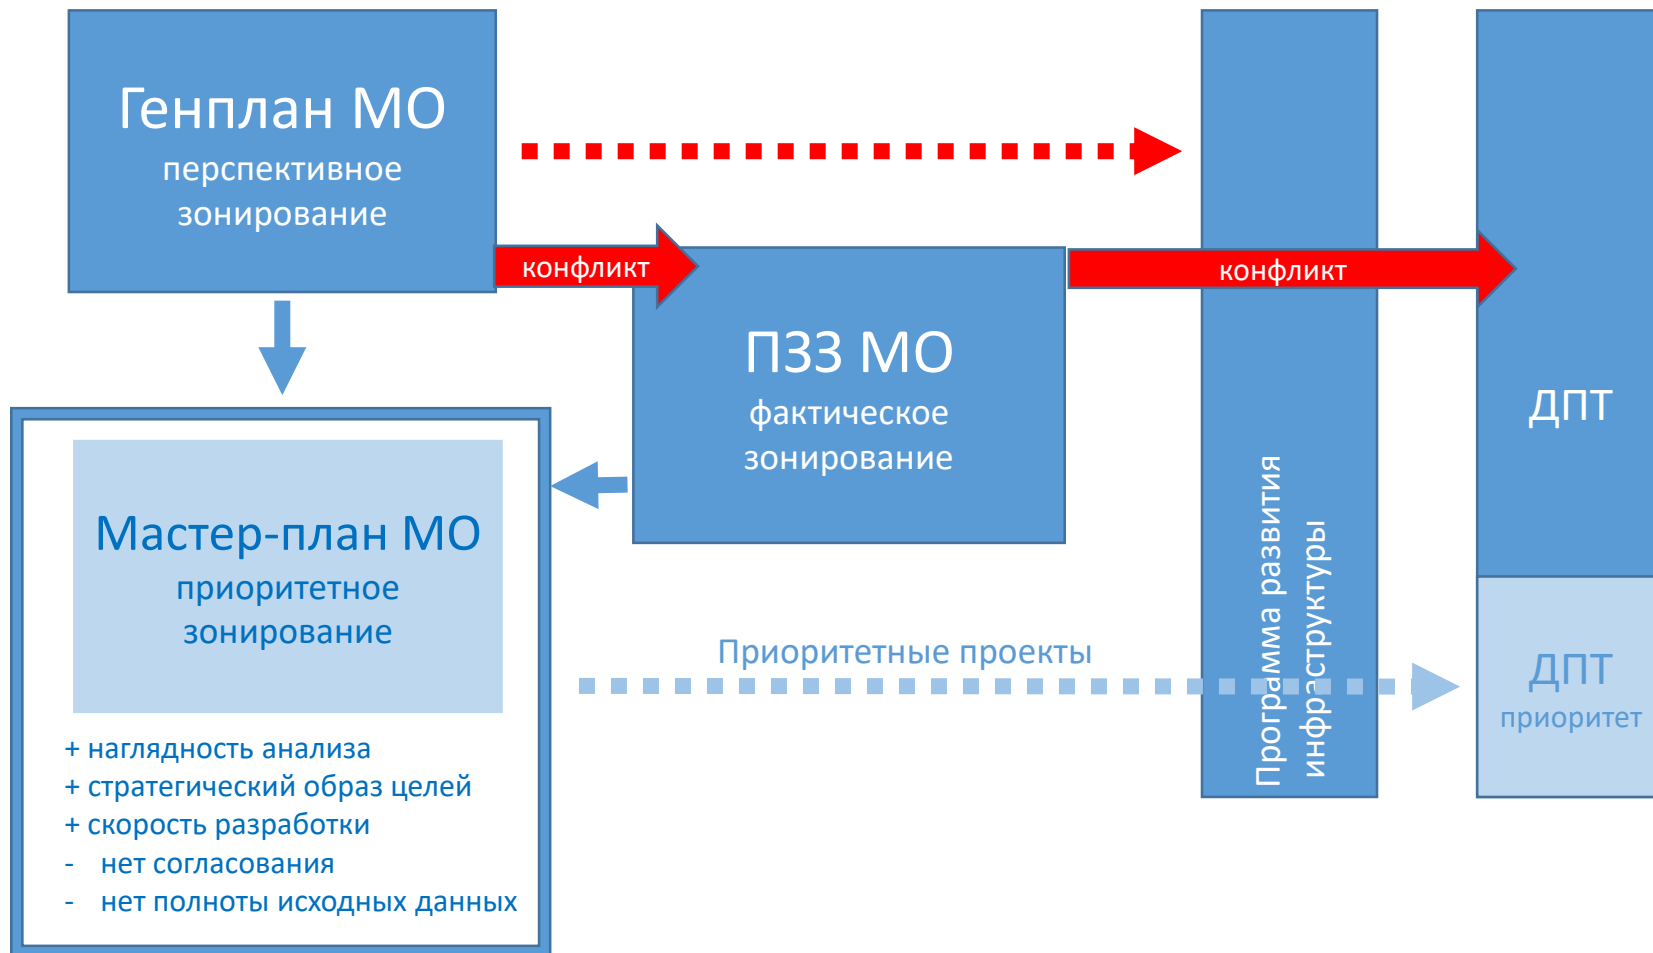 Генплан МО
перспективное
зонирование
конфликт
конфликт
ПЗЗ МО
фактическое
зонирование
Программа развития
инфраструктуры
ДПТ
Мастер-план МО
приоритетное
зонирование
Приоритетные проекты
ДПТ
приоритет
+ наглядность анализа
+ стратегический образ целей
+ скорость разработки
- нет согласования
- нет полноты исходных данных